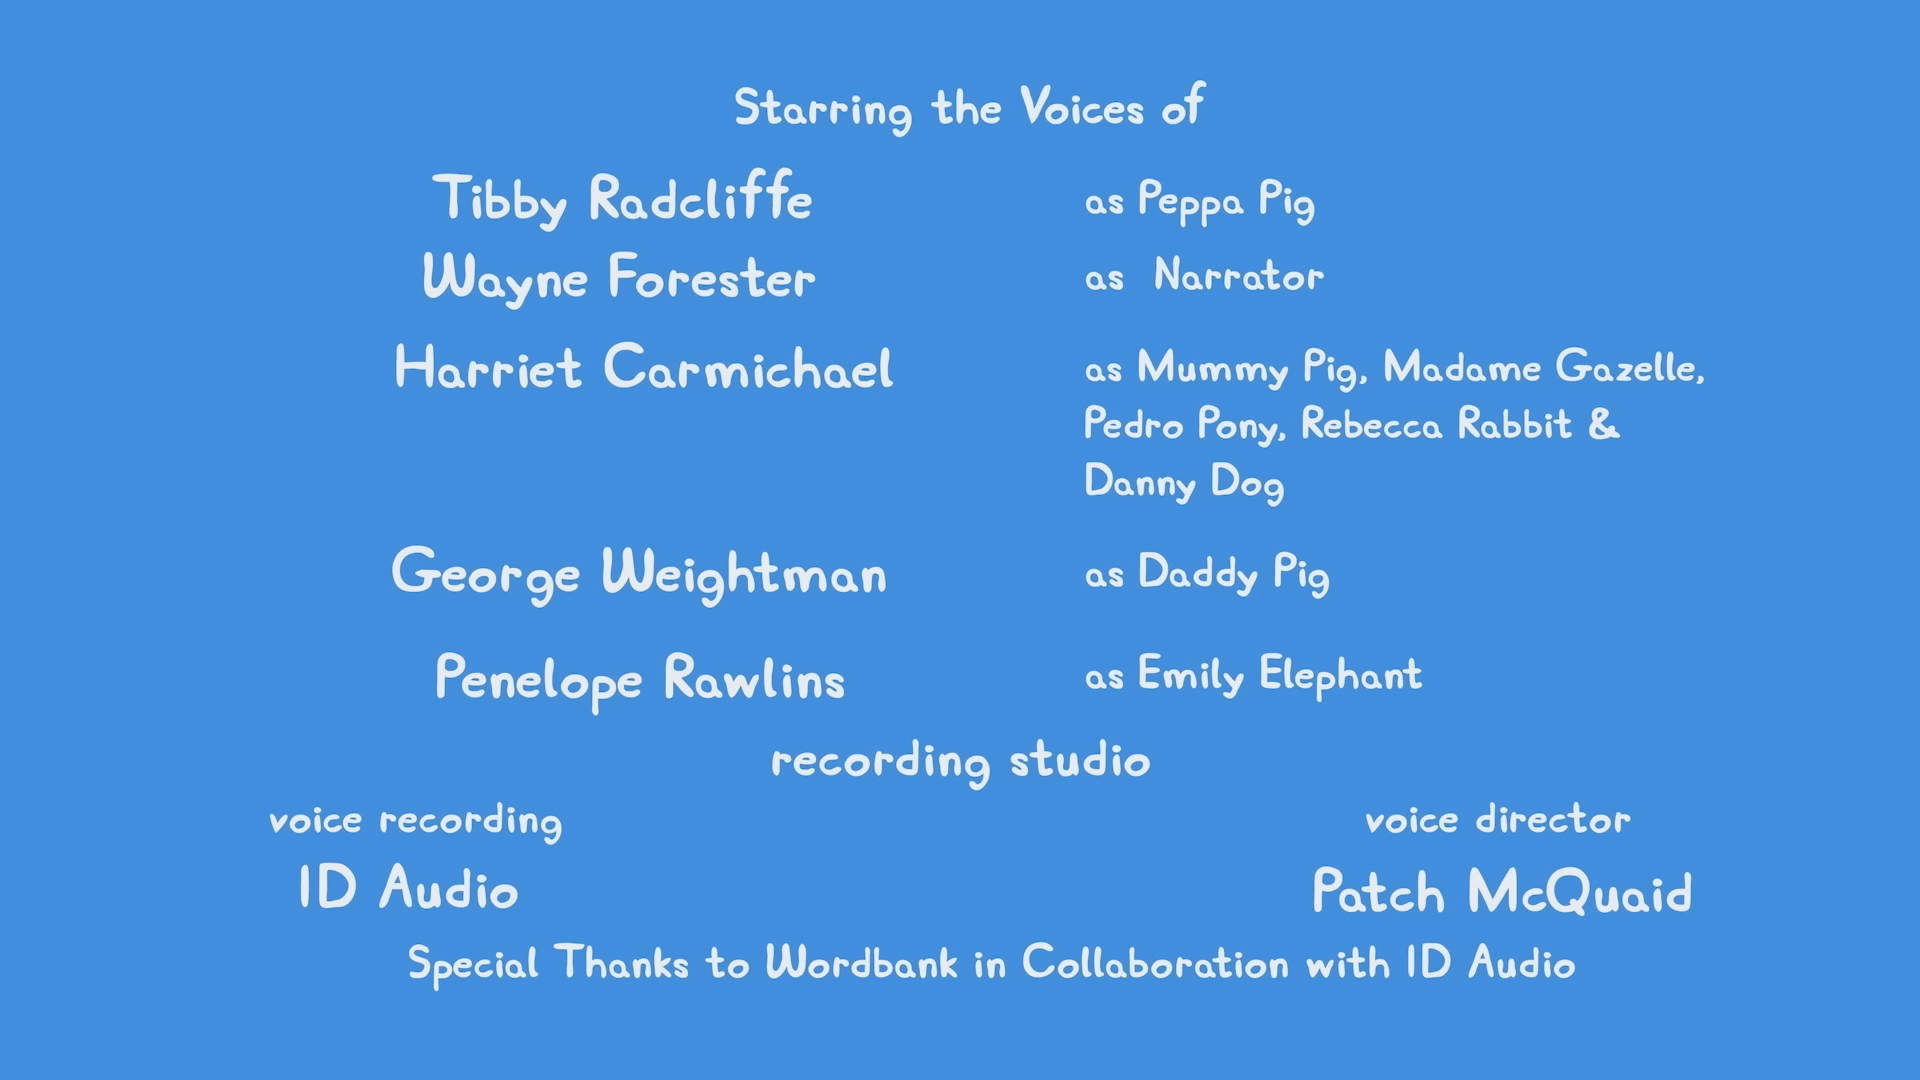 Starring the Voices of
Tibby Radcliffe as Peppa Pig
Wayne Forester as Narrator
Harriet Carmichael as Mummy Pig, Madame Gazelle,
Pedro Pony, Rebecca Rabbit &
Danny Dog
George Weightman as Daddy Pig
Penelope Rawlins as Emily Elephant
recording studio
voice recording voice director
ID Audio Patch McQuaid
Special Thanks to Wordbank in Collaboration with ID Audio